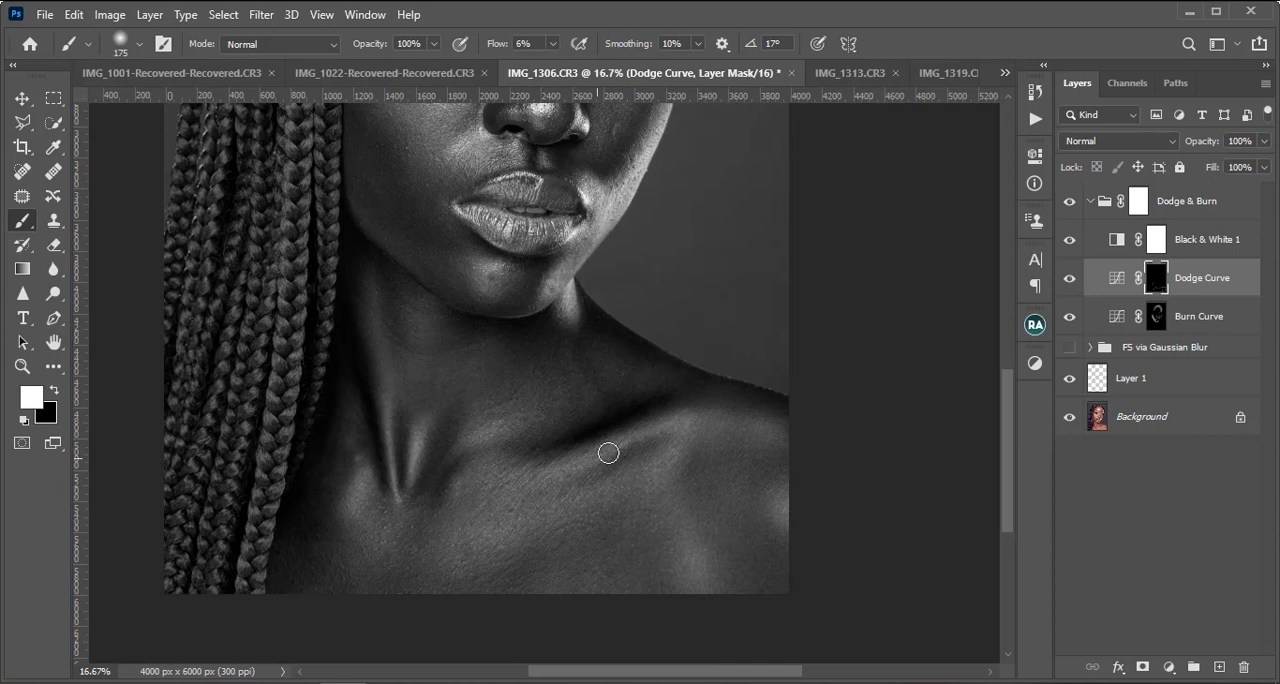 Ps File Edit Image Layer Type Select Filter 3D View Window Help
175 Mode: Normal Opacity: 100% Flow: 6% Smoothing: 10% 17°
IMG_1001-Recovered-Recovered.CR3 × IMG_1022-Recovered-Recovered.CR3 × IMG_1306.CR3 @ 16.7% (Dodge Curve, Layer Mask/16) * × IMG_1313.CR3 × IMG_1319.C
400 200 0 200 400 600 800 1000 1200 1400 1600 1800 2000 2200 2400 2600 2800 3000 3200 3400 3600 3800 4000 4200 4400 4600 4800 5000 5200
Layers Channels Paths
Kind
Normal Opacity: 100%
Lock: Fill: 100%
Dodge & Burn
Black & White 1
Dodge Curve
Burn Curve
RA
FS via Gaussian Blur
Layer 1
Background
16.67% 4000 px x 6000 px (300 ppi)